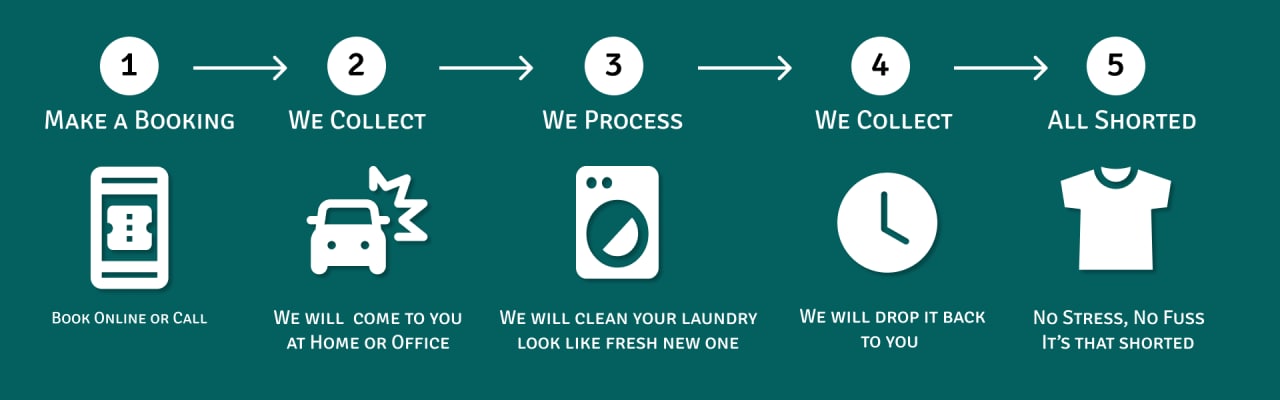 1
2
3
4
5
Make a Booking
We Collect
We Process
We Collect
All Shorted
Book Online or Call
We will come to you
at Home or Office
We will clean your laundry
look like fresh new one
We will drop it back
to you
No Stress, No Fuss
It's that shorted